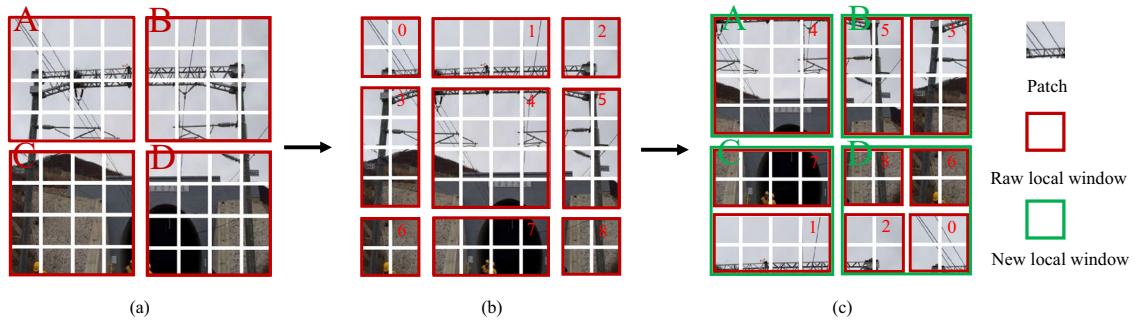 A B
C D
0 1 2
3 4 5
6 7 8
A 4 B 5 3
C 7 D 8 6
1 2 0
Patch
Raw local window
New local window
(a) (b) (c)